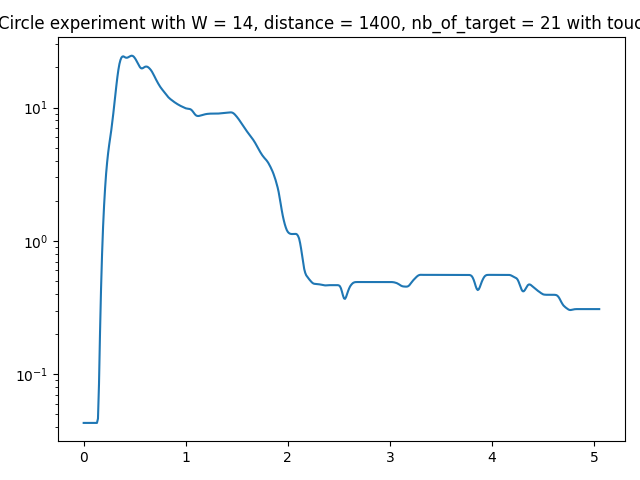 Circle experiment with W = 14, distance = 1400, nb_of_target = 21 with touc
10¹
10⁰
10⁻¹
0 1 2 3 4 5